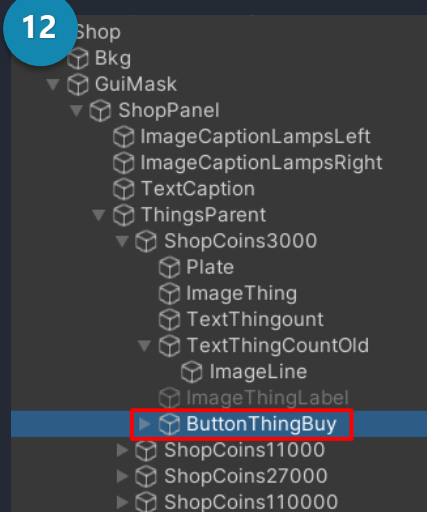 12
Shop
Bkg
GuiMask
ShopPanel
ImageCaptionLampsLeft
ImageCaptionLampsRight
TextCaption
ThingsParent
ShopCoins3000
Plate
ImageThing
TextThingount
TextThingCountOld
ImageLine
ImageThingLabel
ButtonThingBuy
ShopCoins11000
ShopCoins27000
ShopCoins110000